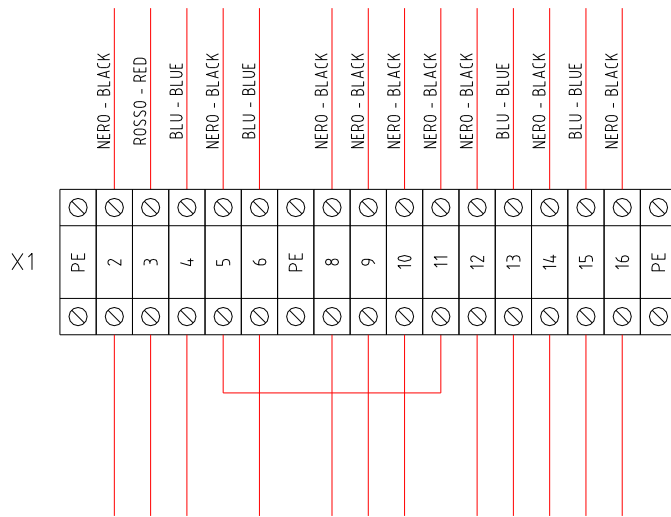 NERO - BLACK
ROSSO - RED
BLU - BLUE
NERO - BLACK
BLU - BLUE
NERO - BLACK
NERO - BLACK
NERO - BLACK
NERO - BLACK
NERO - BLACK
BLU - BLUE
NERO - BLACK
BLU - BLUE
NERO - BLACK
X1
PE
2
3
4
5
6
PE
8
9
10
11
12
13
14
15
16
PE